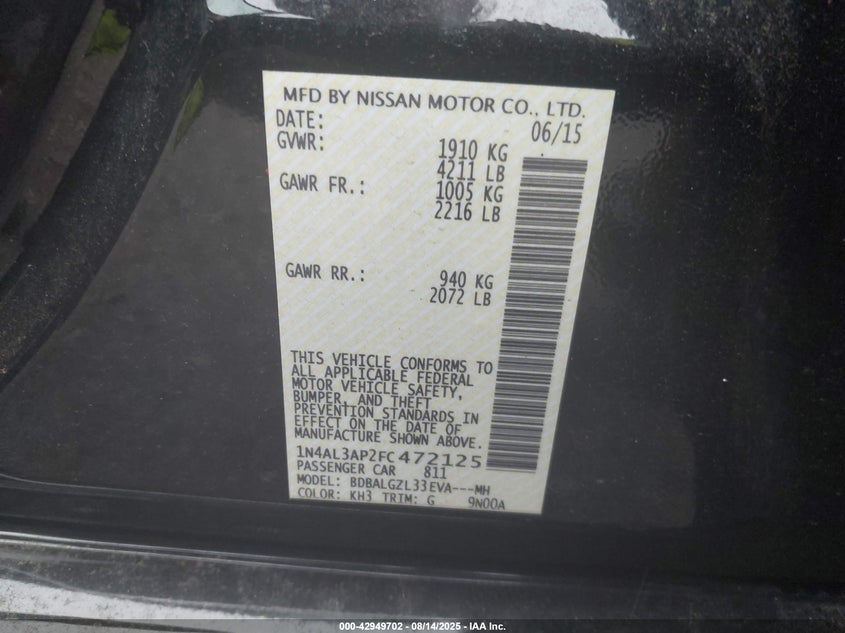 MFD BY NISSAN MOTOR CO., LTD.
DATE: 06/15
GVWR: 1910 KG
4211 LB
GAWR FR.: 1005 KG
2216 LB
GAWR RR.: 940 KG
2072 LB
THIS VEHICLE CONFORMS TO
ALL APPLICABLE FEDERAL
MOTOR VEHICLE SAFETY,
BUMPER, AND THEFT
PREVENTION STANDARDS IN
EFFECT ON THE DATE OF
MANUFACTURE SHOWN ABOVE.
1N4AL3AP2FC472125
PASSENGER CAR 811
MODEL: BDBALGZL33EVA---MH
COLOR: KH3 TRIM: G 9N00A
000-42949702 - 08/14/2025 - IAA Inc.